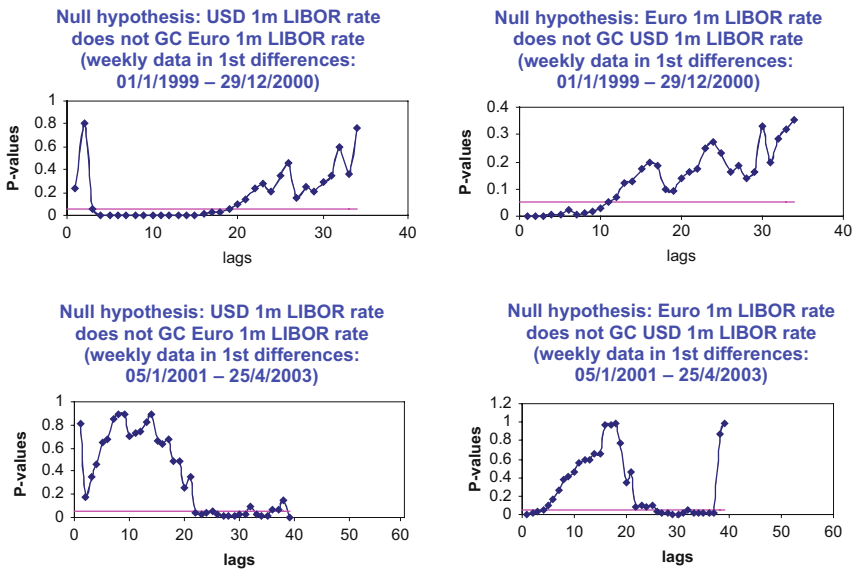 Null hypothesis: USD 1m LIBOR rate
does not GC Euro 1m LIBOR rate
(weekly data in 1st differences:
01/1/1999 – 29/12/2000)
1
0.8
0.6
0.4
0.2
0
P-values
0 10 20 30 40
lags
Null hypothesis: Euro 1m LIBOR rate
does not GC USD 1m LIBOR rate
(weekly data in 1st differences:
01/1/1999 – 29/12/2000)
0.4
0.3
0.2
0.1
0
P-values
0 20 40
lags
Null hypothesis: USD 1m LIBOR rate
does not GC Euro 1m LIBOR rate
(weekly data in 1st differences:
05/1/2001 – 25/4/2003)
1
0.8
0.6
0.4
0.2
0
P-values
0 10 20 30 40 50 60
lags
Null hypothesis: Euro 1m LIBOR rate
does not GC USD 1m LIBOR rate
(weekly data in 1st differences:
05/1/2001 – 25/4/2003)
1.2
1
0.8
0.6
0.4
0.2
0
P-values
0 10 20 30 40 50 60
lags